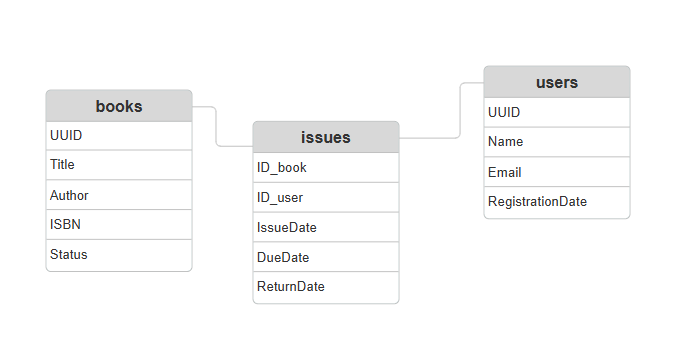 books
UUID
Title
Author
ISBN
Status
issues
ID_book
ID_user
IssueDate
DueDate
ReturnDate
users
UUID
Name
Email
RegistrationDate